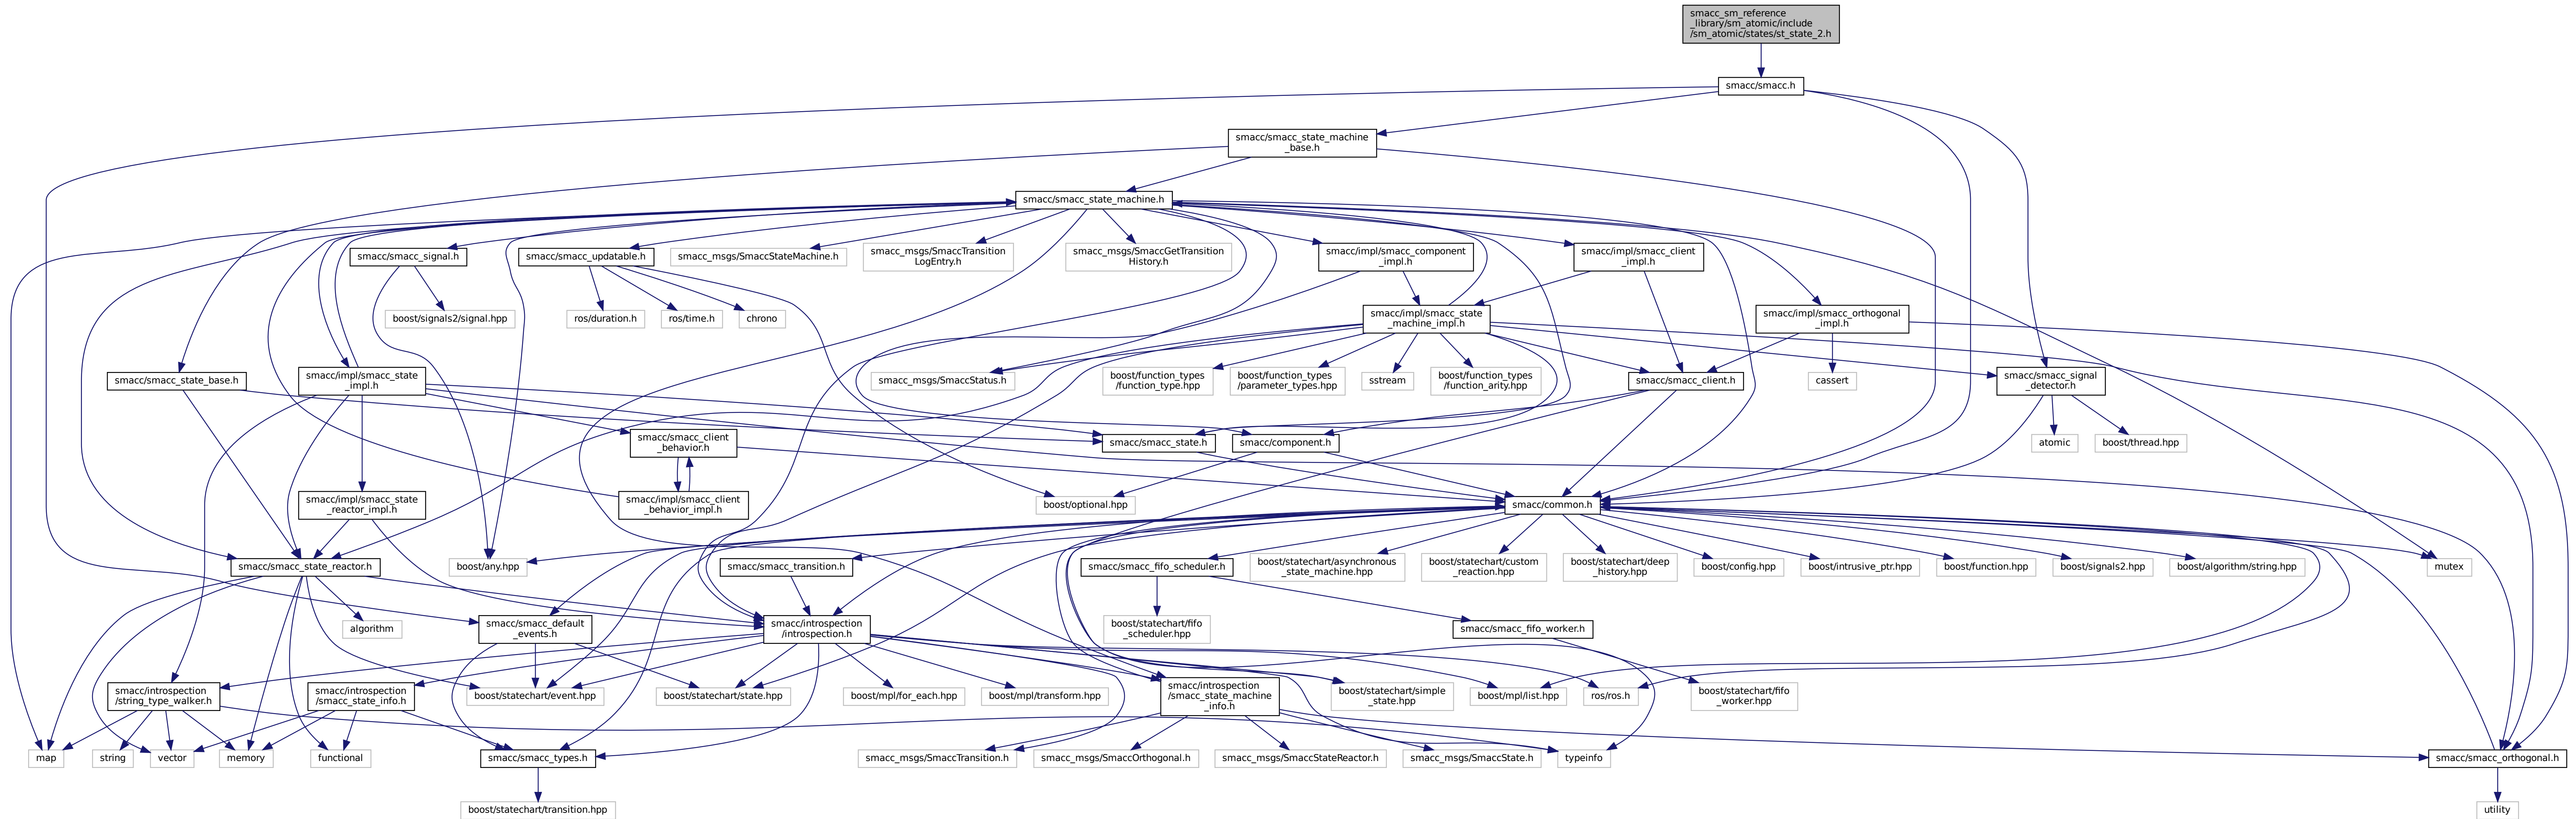 smacc_sm_reference
_library/sm_atomic/include
/sm_atomic/states/st_state_2.h
smacc/smacc.h
smacc/smacc_state_machine
_base.h
smacc/smacc_state_machine.h
smacc/smacc_signal.h
smacc/smacc_updatable.h
smacc_msgs/SmaccStateMachine.h
smacc_msgs/SmaccTransition
LogEntry.h
smacc_msgs/SmaccGetTransition
History.h
smacc/impl/smacc_component
_impl.h
smacc/impl/smacc_client
_impl.h
boost/signals2/signal.hpp
ros/duration.h
ros/time.h
chrono
smacc/impl/smacc_state
_machine_impl.h
smacc/impl/smacc_orthogonal
_impl.h
smacc/smacc_state_base.h
smacc/impl/smacc_state
_impl.h
smacc_msgs/SmaccStatus.h
boost/function_types
/function_type.hpp
boost/function_types
/parameter_types.hpp
sstream
boost/function_types
/function_arity.hpp
smacc/smacc_client.h
cassert
smacc/smacc_signal
_detector.h
smacc/smacc_client
_behavior.h
smacc/smacc_state.h
smacc/component.h
atomic
boost/thread.hpp
smacc/impl/smacc_state
_reactor_impl.h
smacc/impl/smacc_client
_behavior_impl.h
boost/optional.hpp
smacc/common.h
smacc/smacc_state_reactor.h
boost/any.hpp
smacc/smacc_transition.h
smacc/smacc_fifo_scheduler.h
boost/statechart/asynchronous
_state_machine.hpp
boost/statechart/custom
_reaction.hpp
boost/statechart/deep
_history.hpp
boost/config.hpp
boost/intrusive_ptr.hpp
boost/function.hpp
boost/signals2.hpp
boost/algorithm/string.hpp
mutex
algorithm
smacc/smacc_default
_events.h
smacc/introspection
/introspection.h
boost/statechart/fifo
_scheduler.hpp
smacc/smacc_fifo_worker.h
smacc/introspection
/string_type_walker.h
smacc/introspection
/smacc_state_info.h
boost/statechart/event.hpp
boost/statechart/state.hpp
boost/mpl/for_each.hpp
boost/mpl/transform.hpp
smacc/introspection
/smacc_state_machine
_info.h
boost/statechart/simple
_state.hpp
boost/mpl/list.hpp
ros/ros.h
boost/statechart/fifo
_worker.hpp
map
string
vector
memory
functional
smacc/smacc_types.h
smacc_msgs/SmaccTransition.h
smacc_msgs/SmaccOrthogonal.h
smacc_msgs/SmaccStateReactor.h
smacc_msgs/SmaccState.h
typeinfo
smacc/smacc_orthogonal.h
boost/statechart/transition.hpp
utility